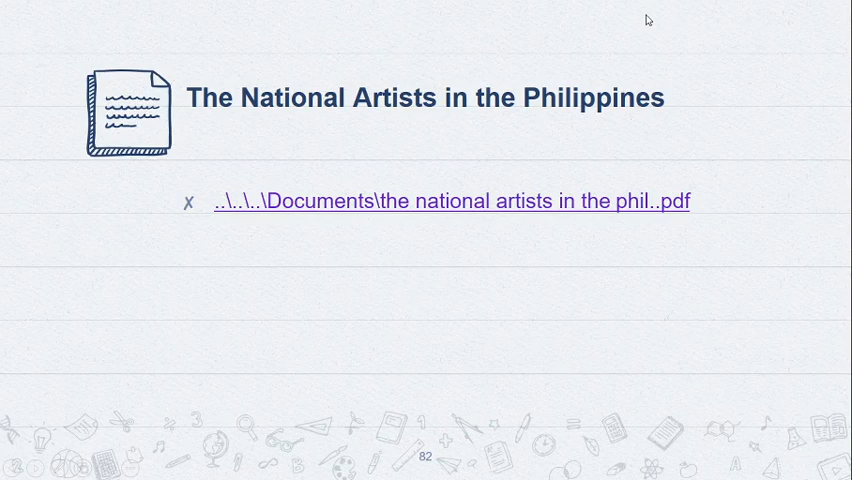 The National Artists in the Philippines
✗ ..\..\..\Documents\the national artists in the phil..pdf
82